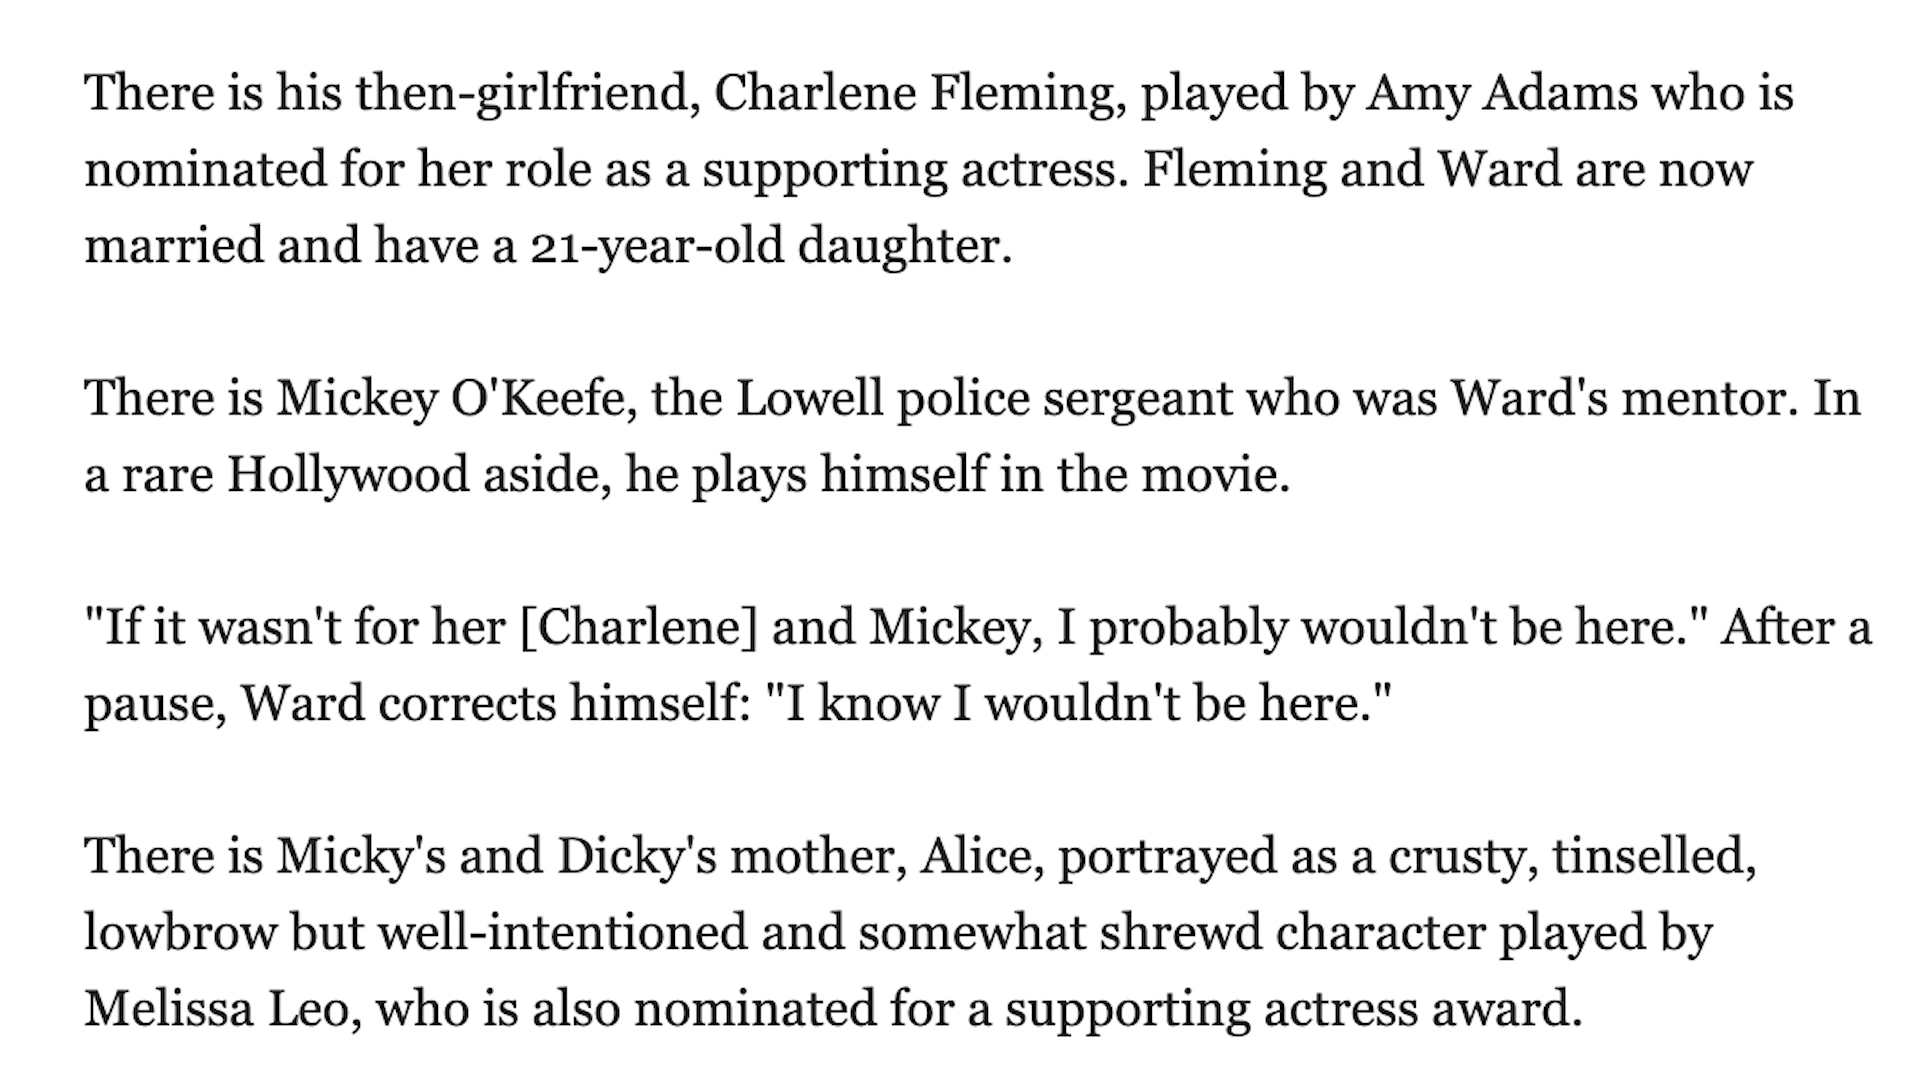 There is his then-girlfriend, Charlene Fleming, played by Amy Adams who is
nominated for her role as a supporting actress. Fleming and Ward are now
married and have a 21-year-old daughter.
There is Mickey O'Keefe, the Lowell police sergeant who was Ward's mentor. In
a rare Hollywood aside, he plays himself in the movie.
"If it wasn't for her [Charlene] and Mickey, I probably wouldn't be here." After a
pause, Ward corrects himself: "I know I wouldn't be here."
There is Micky's and Dicky's mother, Alice, portrayed as a crusty, tinselled,
lowbrow but well-intentioned and somewhat shrewd character played by
Melissa Leo, who is also nominated for a supporting actress award.